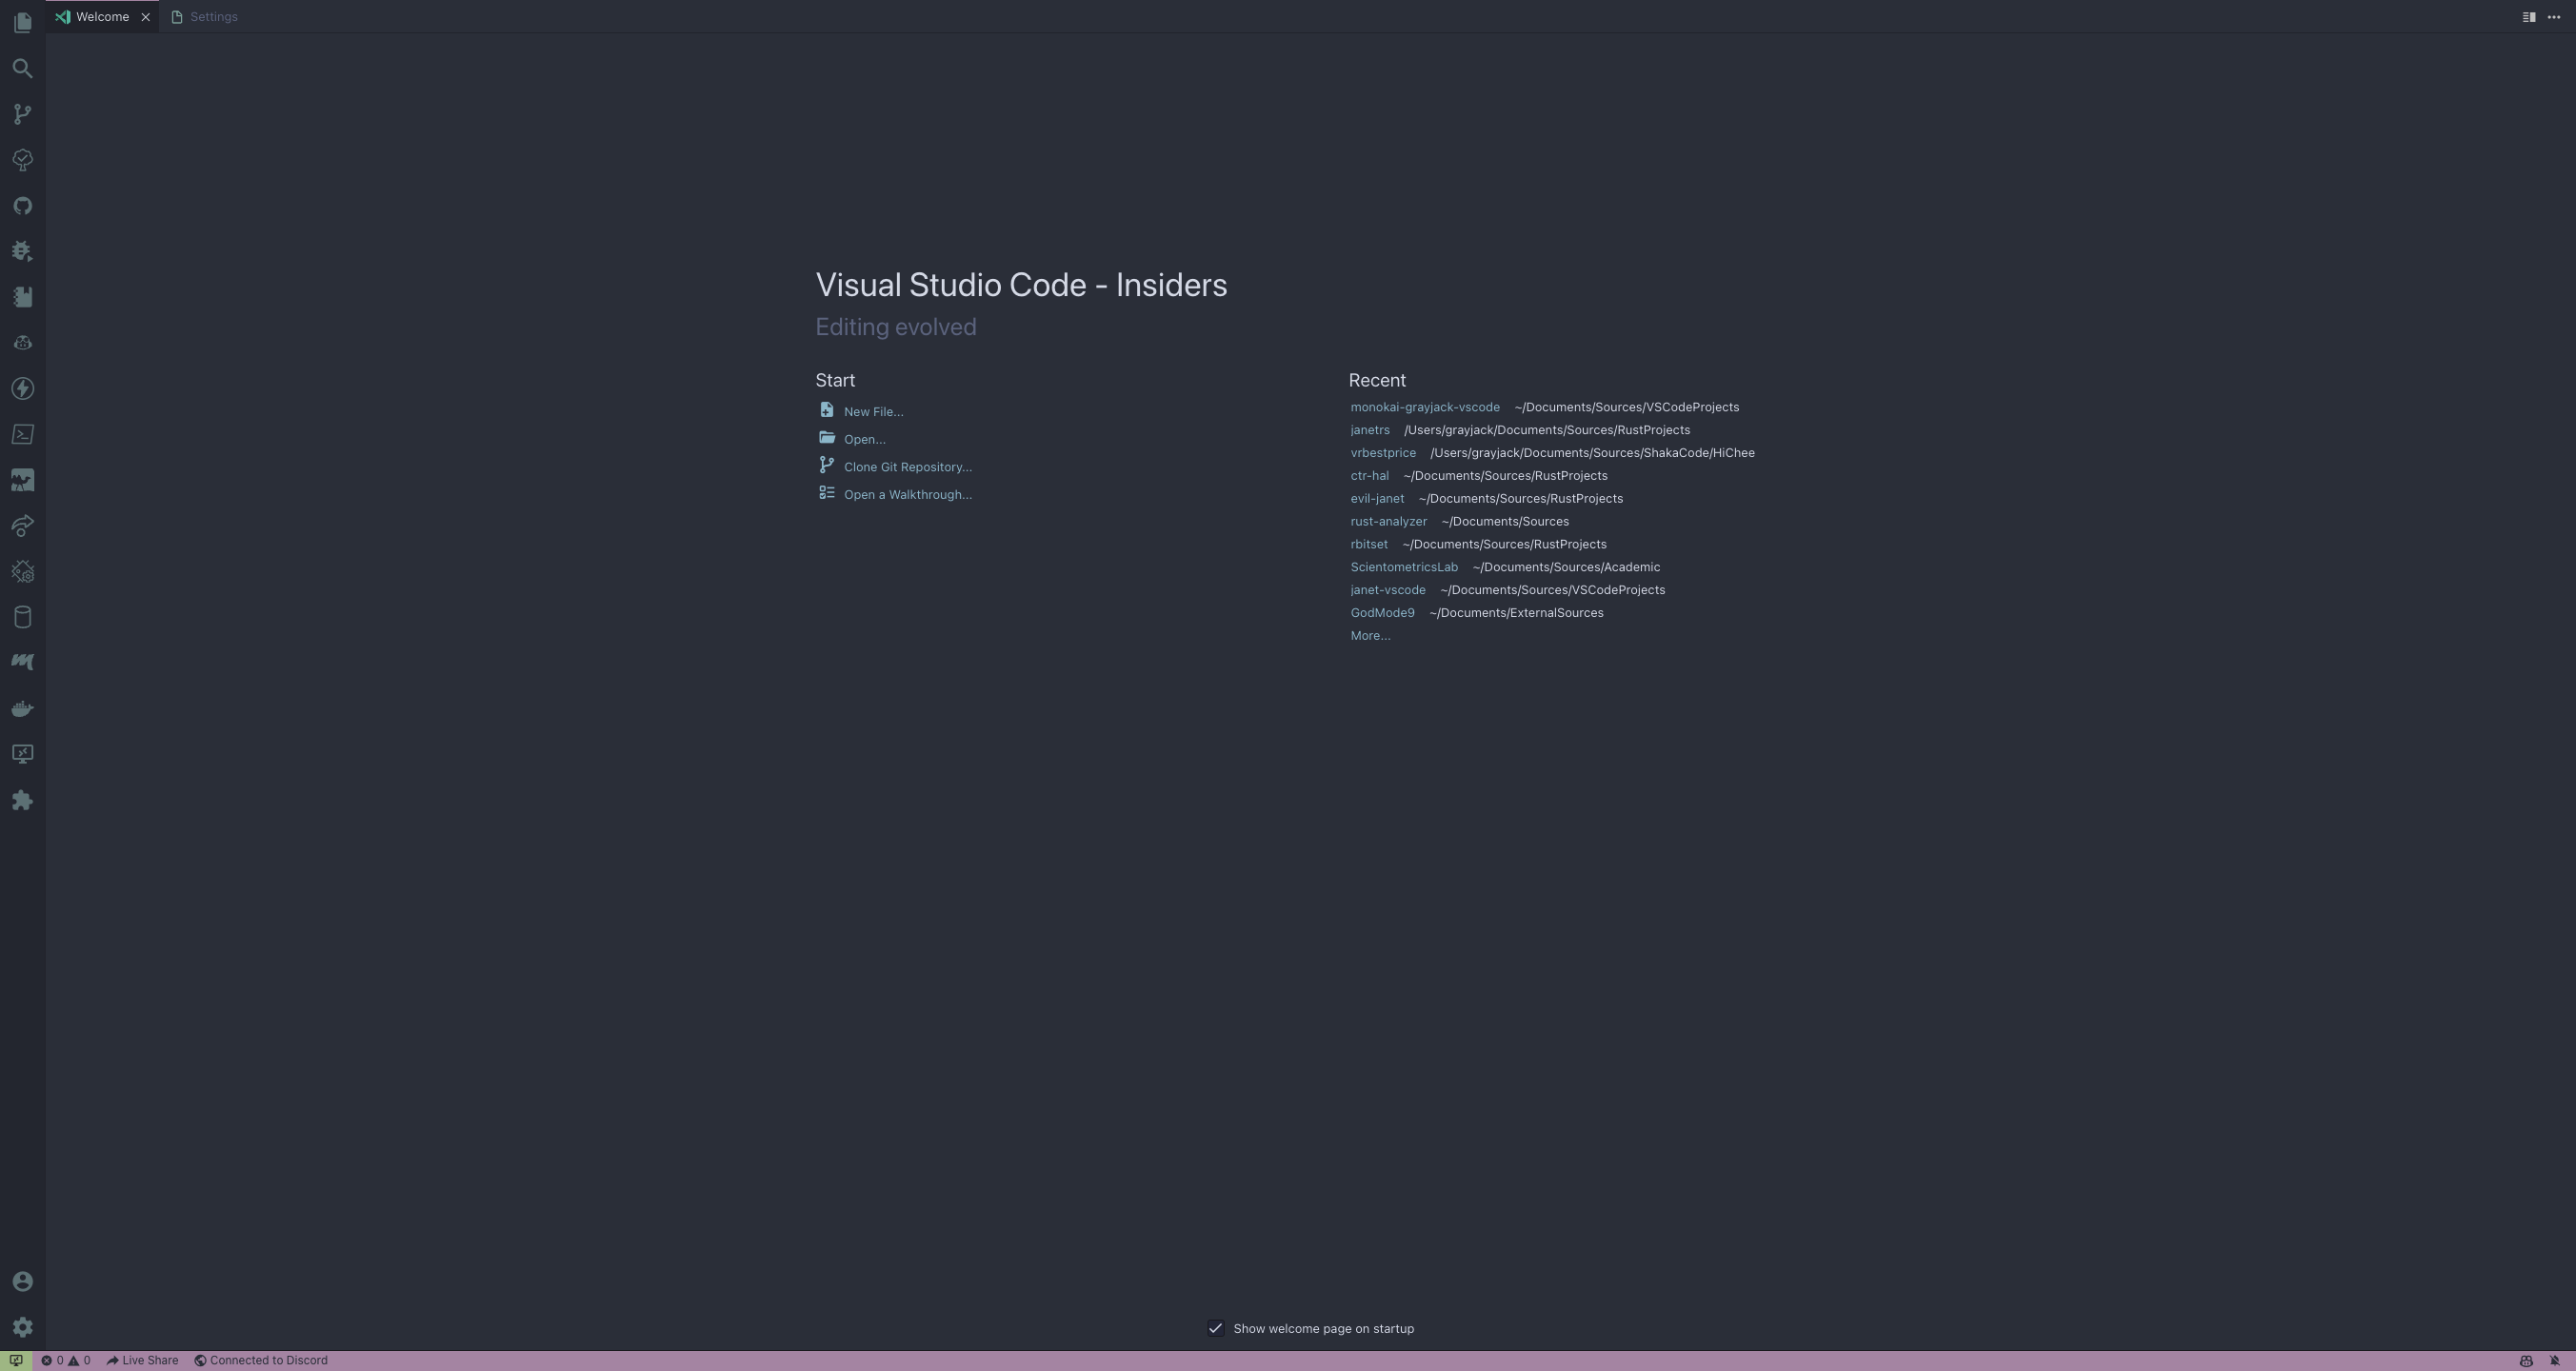 Welcome
Settings
Visual Studio Code - Insiders
Editing evolved
Start
New File...
Open...
Clone Git Repository...
Open a Walkthrough...
Recent
monokai-grayjack-vscode ~/Documents/Sources/VSCodeProjects
janetrs /Users/grayjack/Documents/Sources/RustProjects
vrbestprice /Users/grayjack/Documents/Sources/ShakaCode/HiChee
ctr-hal ~/Documents/Sources/RustProjects
evil-janet ~/Documents/Sources/RustProjects
rust-analyzer ~/Documents/Sources
rbitset ~/Documents/Sources/RustProjects
ScientometricsLab ~/Documents/Sources/Academic
janet-vscode ~/Documents/Sources/VSCodeProjects
GodMode9 ~/Documents/ExternalSources
More...
Show welcome page on startup
0 0 Live Share Connected to Discord